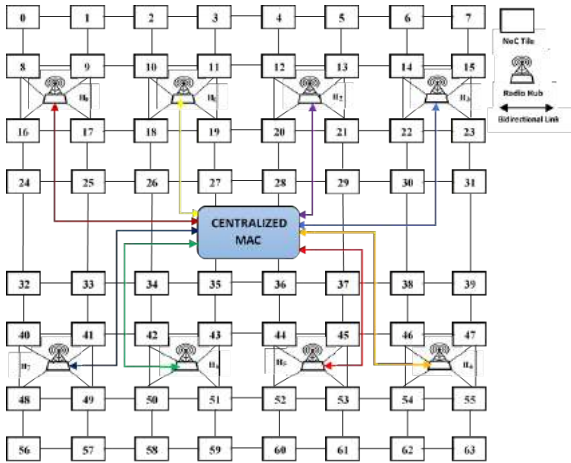 0 1 2 3 4 5 6 7
NoC Tile
8 9 10 11 12 13 14 15
H₂ H₃
Radio Hub
Bidirectional Link
16 17 18 19 20 21 22 23
24 25 26 27 28 29 30 31
CENTRALIZED
MAC
32 33 34 35 36 37 38 39
40 41 42 43 44 45 46 47
H₇ H₅
48 49 50 51 52 53 54 55
56 57 58 59 60 61 62 63